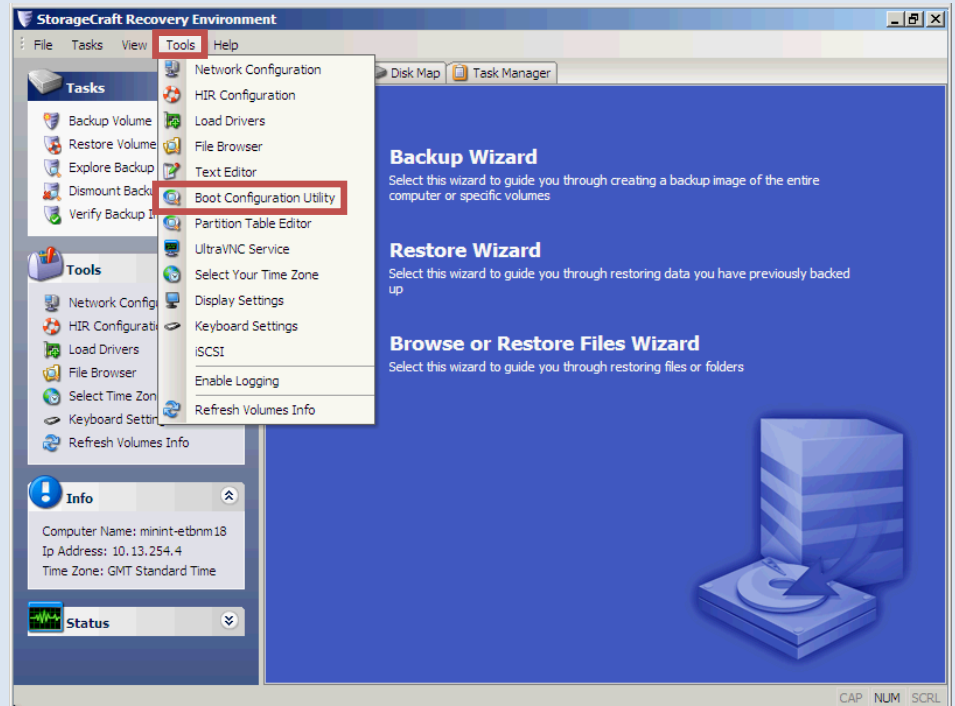 StorageCraft Recovery Environment
File Tasks View Tools Help
Network Configuration
HIR Configuration
Load Drivers
File Browser
Text Editor
Boot Configuration Utility
Partition Table Editor
UltraVNC Service
Select Your Time Zone
Display Settings
Keyboard Settings
iSCSI
Enable Logging
Refresh Volumes Info
Disk Map Task Manager
Tasks
Backup Volume
Restore Volume
Explore Backup
Dismount Backu
Verify Backup I
Tools
Network Config
HIR Configurati
Load Drivers
File Browser
Select Time Zon
Keyboard Settin
Refresh Volumes Info
Info
Computer Name: minint-etbnm18
Ip Address: 10.13.254.4
Time Zone: GMT Standard Time
Status
Backup Wizard
Select this wizard to guide you through creating a backup image of the entire
computer or specific volumes
Restore Wizard
Select this wizard to guide you through restoring data you have previously backed
up
Browse or Restore Files Wizard
Select this wizard to guide you through restoring files or folders
CAP NUM SCRL